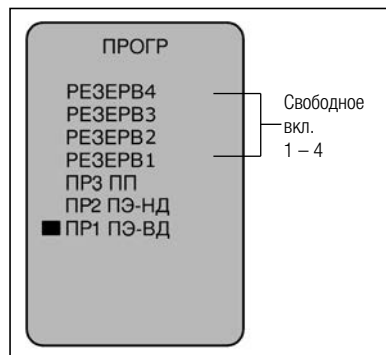 ПРОГР
РЕЗЕРВ4
РЕЗЕРВ3
РЕЗЕРВ2
РЕЗЕРВ1
ПР3 ПП
ПР2 ПЭ-НД
ПР1 ПЭ-ВД
Свободное
вкл.
1 – 4